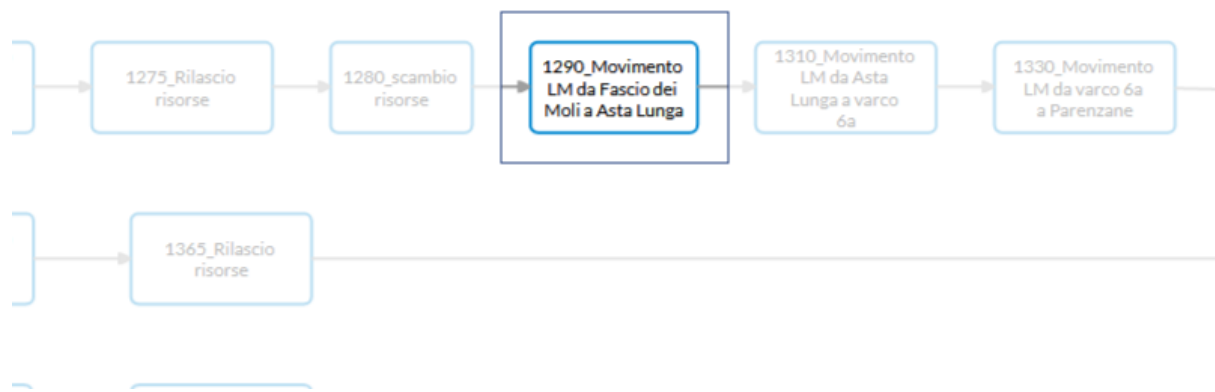 1275_Rilascio
risorse
1280_scambio
risorse
1290_Movimento
LM da Fascio dei
Moli a Asta Lunga
1310_Movimento
LM da Asta
Lunga a varco
6a
1330_Movimento
LM da varco 6a
a Parenzane
1365_Rilascio
risorse